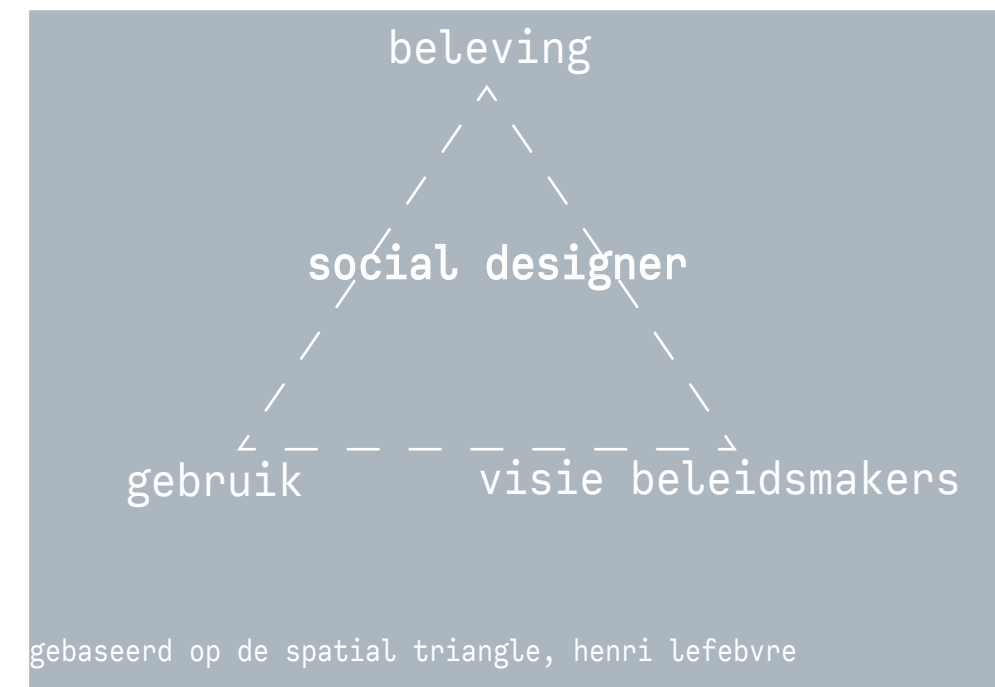 beleving
social designer
gebruik
visie beleidsmakers
gebaseerd op de spatial triangle, henri lefebvre